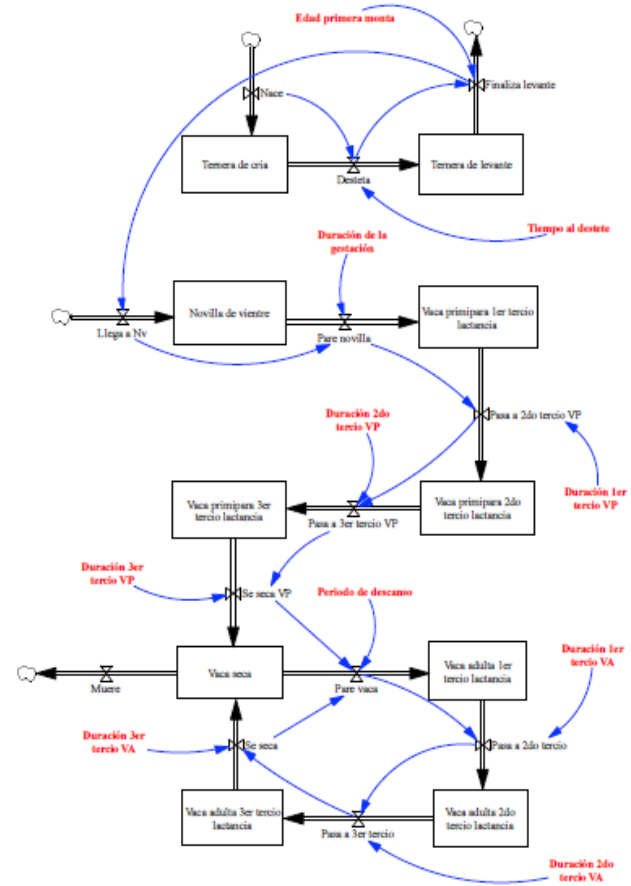 Edad primera
monta
Nace
Finaliza levante
Ternera de cría
Ternera de levante
Desteta
Tiempo al destete
Duración de la
gestación
Novilla de vientre
Vaca primipara 1er tercio
lactancia
Llega a Nv
Pare novilla
Duración 2do
tercio VP
Pasa a 2do tercio VP
Duración 1er
tercio VP
Vaca primipara 3er
tercio lactancia
Vaca primipara 2do
tercio lactancia
Pasa a 3er tercio VP
Duración 3er
tercio VP
Se seca VP
Periodo de descanso
Vaca seca
Vaca adulta 1er
tercio lactancia
Duración 1er
tercio VA
Muere
Pare vaca
Duración 3er
tercio VA
Se seca
Pasa a 2do tercio
Vaca adulta 3er tercio
lactancia
Vaca adulta 2do
tercio lactancia
Pasa a 3er tercio
Duración 2do
tercio VA